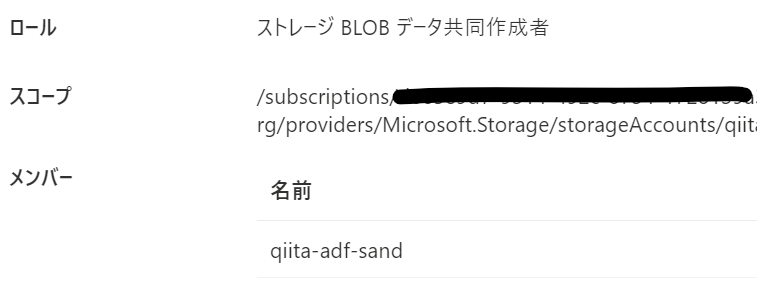 ロール
ストレージ BLOB データ共同作成者
スコープ
/subscriptions/
rg/providers/Microsoft.Storage/storageAccounts/qiita
メンバー
名前
qiita-adf-sand